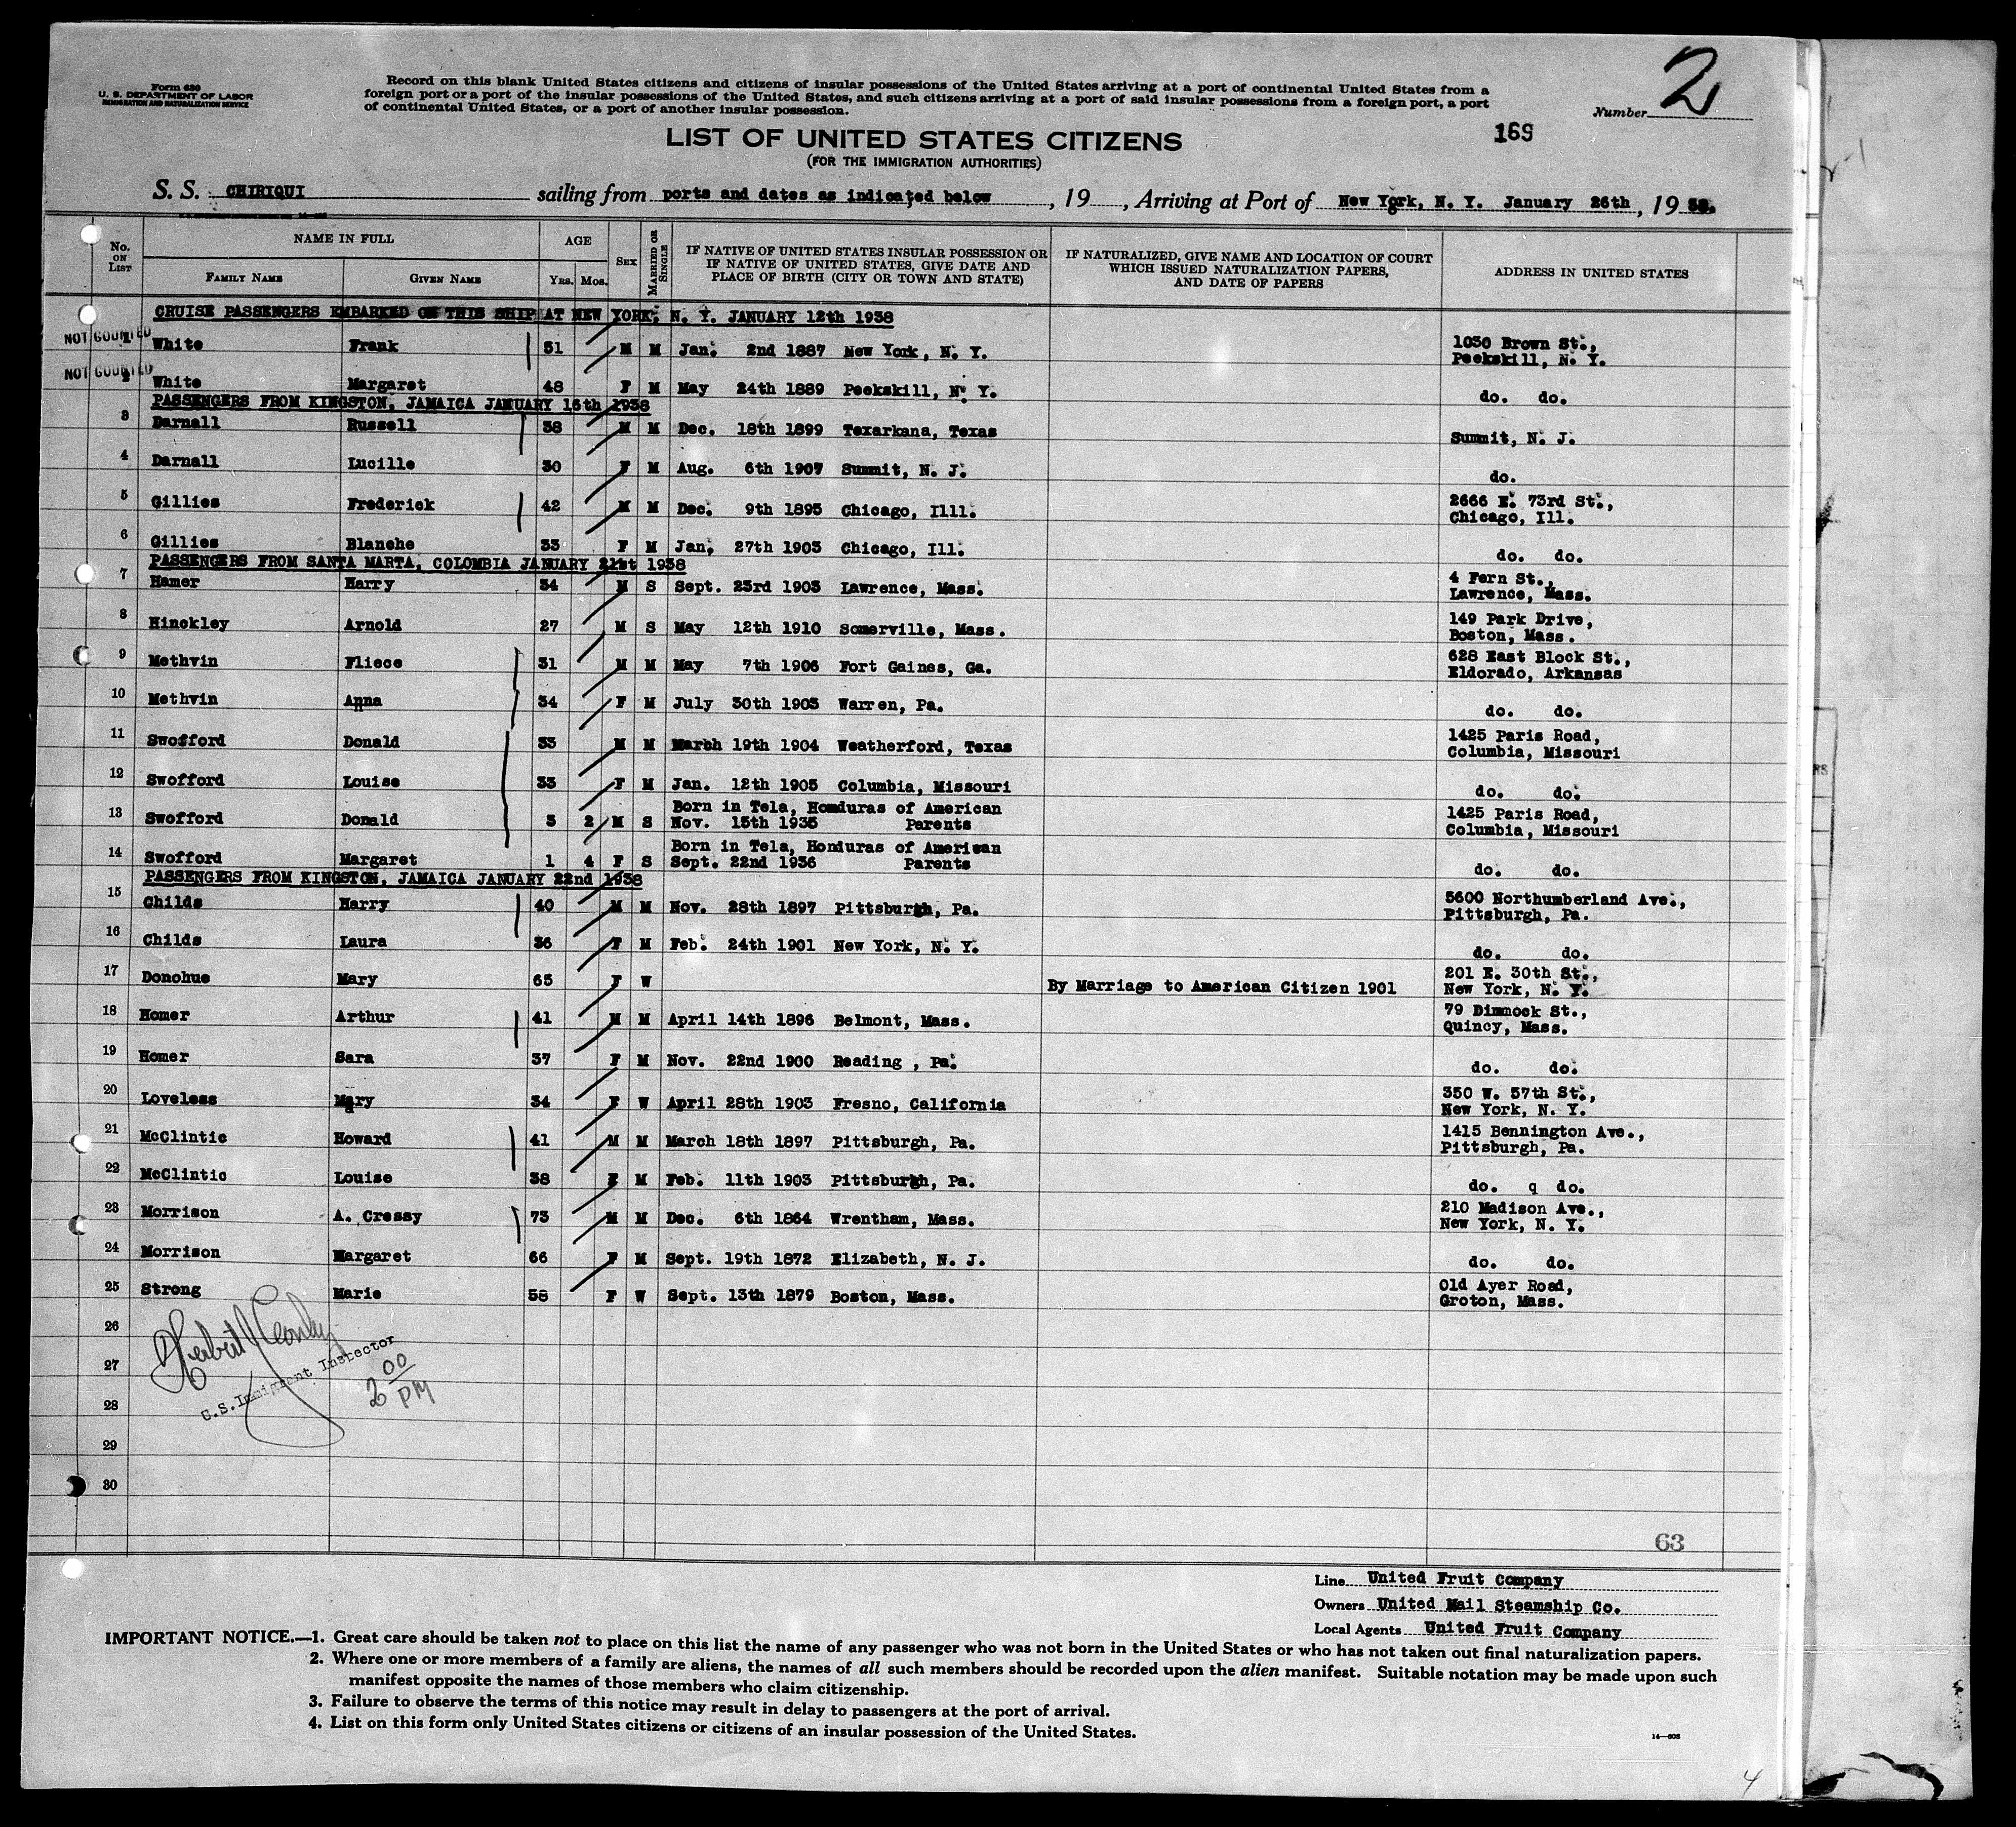 Form 630
U. S. DEPARTMENT OF LABOR
IMMIGRATION AND NATURALIZATION SERVICE
Record on this blank United States citizens and citizens of insular possessions of the United States arriving at a port of continental United States from a
foreign port or a port of the insular possessions of the United States, and such citizens arriving at a port of said insular possessions from a foreign port, a port
of continental United States, or a port of another insular possession.
Number 2
169
LIST OF UNITED STATES CITIZENS
(FOR THE IMMIGRATION AUTHORITIES)
S. S. CHIRIQUI sailing from ports and dates as indicated below, 19 , Arriving at Port of New York, N. Y. January 26th, 19 38.
No. ON LIST
NAME IN FULL
FAMILY NAME GIVEN NAME
AGE
YRS. MOS.
SEX
MARRIED OR SINGLE
IF NATIVE OF UNITED STATES INSULAR POSSESSION OR
IF NATIVE OF UNITED STATES, GIVE DATE AND
PLACE OF BIRTH (CITY OR TOWN AND STATE)
IF NATURALIZED, GIVE NAME AND LOCATION OF COURT
WHICH ISSUED NATURALIZATION PAPERS,
AND DATE OF PAPERS
ADDRESS IN UNITED STATES
CRUISE PASSENGERS EMBARKED ON THIS SHIP AT NEW YORK, N. Y. JANUARY 12th 1938
NOT COUNTED 1 White Frank 51 M M Jan. 2nd 1887 New York, N. Y. 1030 Brown St., Peekskill, N. Y.
NOT COUNTED 2 White Margaret 48 F M May 24th 1889 Peekskill, N. Y. do. do.
PASSENGERS FROM KINGSTON, JAMAICA JANUARY 15th 1938
3 Darnall Russell 38 M M Dec. 18th 1899 Texarkana, Texas Summit, N. J.
4 Darnall Lucille 30 F M Aug. 6th 1907 Summit, N. J. do.
5 Gillies Frederick 42 M M Dec. 9th 1895 Chicago, Illl. 2666 E. 73rd St., Chicago, Ill.
6 Gillies Blanche 33 F M Jan. 27th 1903 Chicago, Ill. do. do.
PASSENGERS FROM SANTA MARTA, COLOMBIA JANUARY 21st 1938
7 Hamer Harry 34 M S Sept. 23rd 1903 Lawrence, Mass. 4 Fern St., Lawrence, Mass.
8 Hinckley Arnold 27 M S May 12th 1910 Somerville, Mass. 149 Park Drive, Boston, Mass.
9 Methvin Fliece 31 M M May 7th 1906 Fort Gaines, Ga. 628 East Block St., Eldorado, Arkansas
10 Methvin Anna 34 F M July 30th 1903 Warren, Pa. do. do.
11 Swofford Donald 33 M M March 19th 1904 Weatherford, Texas 1425 Paris Road, Columbia, Missouri
12 Swofford Louise 33 F M Jan. 12th 1905 Columbia, Missouri do. do.
13 Swofford Donald 3 2 M S Born in Tela, Honduras of American Nov. 15th 1935 Parents 1425 Paris Road, Columbia, Missouri
14 Swofford Margaret 1 4 F S Born in Tela, Honduras of American Sept. 22nd 1936 Parents do. do.
PASSENGERS FROM KINGSTON, JAMAICA JANUARY 22nd 1938
15 Childs Harry 40 M M Nov. 28th 1897 Pittsburgh, Pa. 5600 Northumberland Ave., Pittsburgh, Pa.
16 Childs Laura 36 F M Feb. 24th 1901 New York, N. Y. do. do.
17 Donohue Mary 65 F W By Marriage to American Citizen 1901 201 E. 30th St., New York, N. Y.
18 Homer Arthur 41 M M April 14th 1896 Belmont, Mass. 79 Dimmock St., Quincy, Mass.
19 Homer Sara 37 F M Nov. 22nd 1900 Reading , Pa. do. do.
20 Loveless Mary 34 F W April 28th 1903 Fresno, California 350 W. 57th St., New York, N. Y.
21 McClintic Howard 41 M M March 18th 1897 Pittsburgh, Pa. 1415 Bennington Ave., Pittsburgh, Pa.
22 McClintic Louise 38 F M Feb. 11th 1903 Pittsburgh, Pa. do. q do.
23 Morrison A. Cressy 73 M M Dec. 6th 1864 Wrentham, Mass. 210 Madison Ave., New York, N. Y.
24 Morrison Margaret 66 F M Sept. 19th 1872 Elizabeth, N. J. do. do.
25 Strong Marie 58 F W Sept. 13th 1879 Boston, Mass. Old Ayer Road, Groton, Mass.
26
27
28
29
30
U.S. Immigrant Inspector
2 00 PM
63
Line United Fruit Company
Owners United Mail Steamship Co.
Local Agents United Fruit Company
IMPORTANT NOTICE.—1. Great care should be taken not to place on this list the name of any passenger who was not born in the United States or who has not taken out final naturalization papers.
2. Where one or more members of a family are aliens, the names of all such members should be recorded upon the alien manifest. Suitable notation may be made upon such
manifest opposite the names of those members who claim citizenship.
3. Failure to observe the terms of this notice may result in delay to passengers at the port of arrival.
4. List on this form only United States citizens or citizens of an insular possession of the United States.
14—608
4